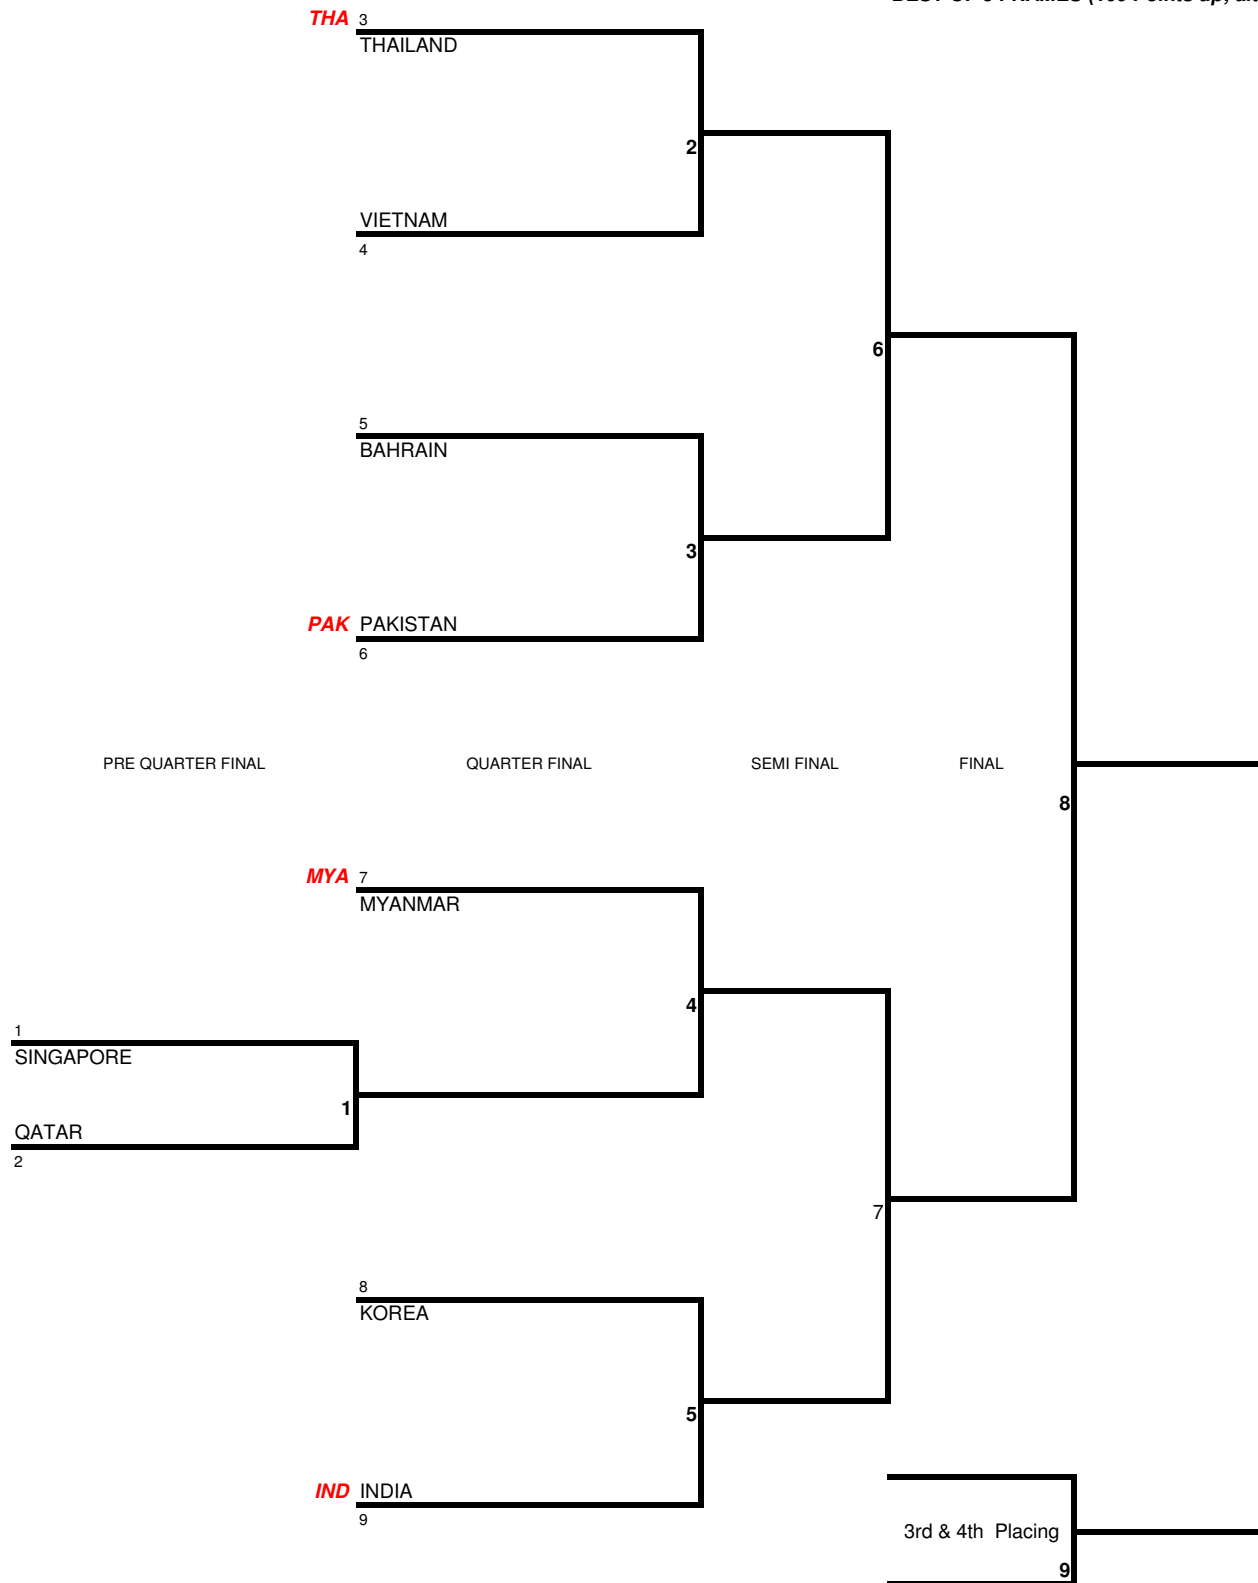 THA 3
THAILAND
2
VIETNAM
4
6
5
BAHRAIN
3
PAK PAKISTAN
6
PRE QUARTER FINAL QUARTER FINAL SEMI FINAL FINAL
8
MYA 7
MYANMAR
4
1
SINGAPORE
1
QATAR
2
7
8
KOREA
5
IND INDIA
9
3rd & 4th Placing
9